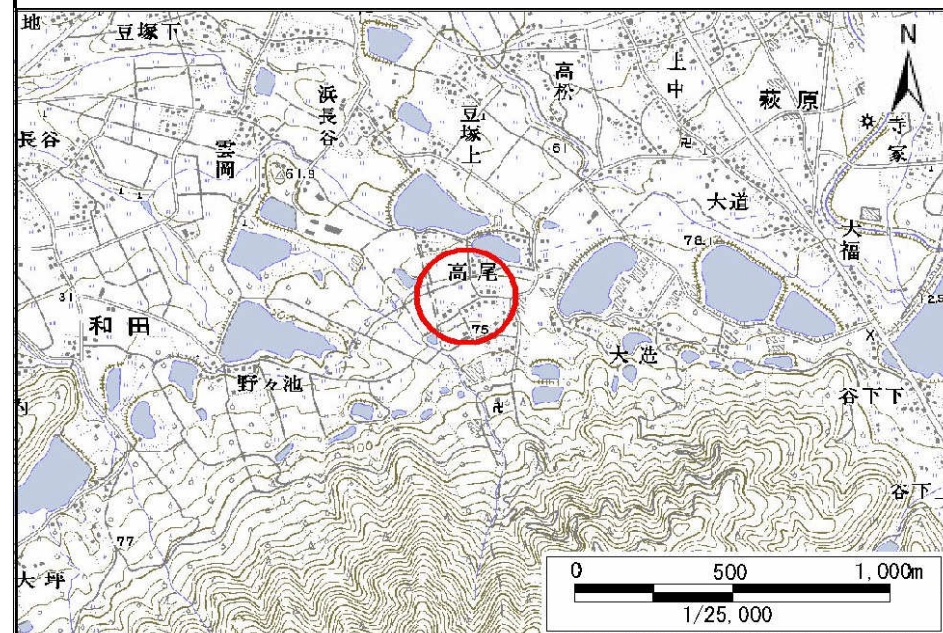 地
豆塚下
N
高松
上中
浜長谷
豆塚上
萩原
寺家
長谷
雲岡
61
61.9
大道
78.1
大福
高尾
31
和田
75
大造
野々池
谷下下
77
大坪
0 500 1,000m
1/25,000